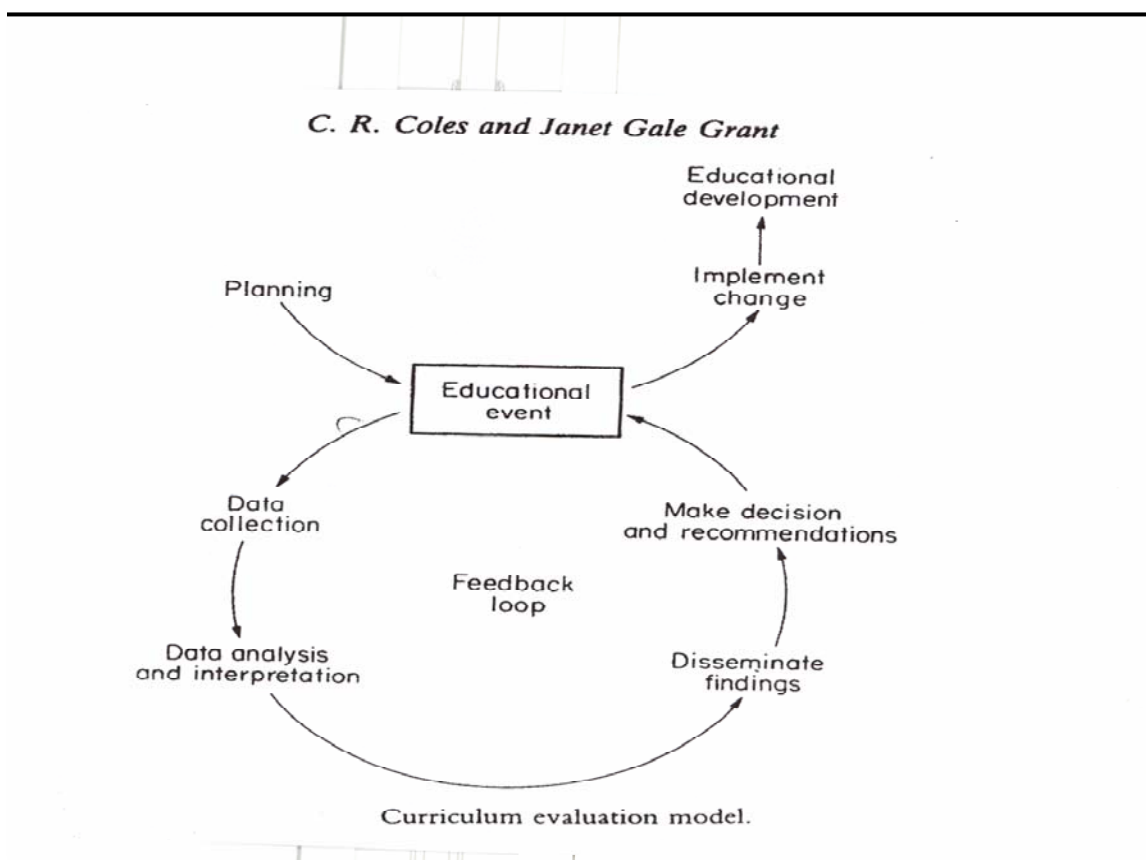 C. R. Coles and Janet Gale Grant
Educational
development
Implement
change
Planning
Educational
event
Data
collection
Make decision
and recommendations
Feedback
loop
Data analysis
and interpretation
Disseminate
findings
Curriculum evaluation model.